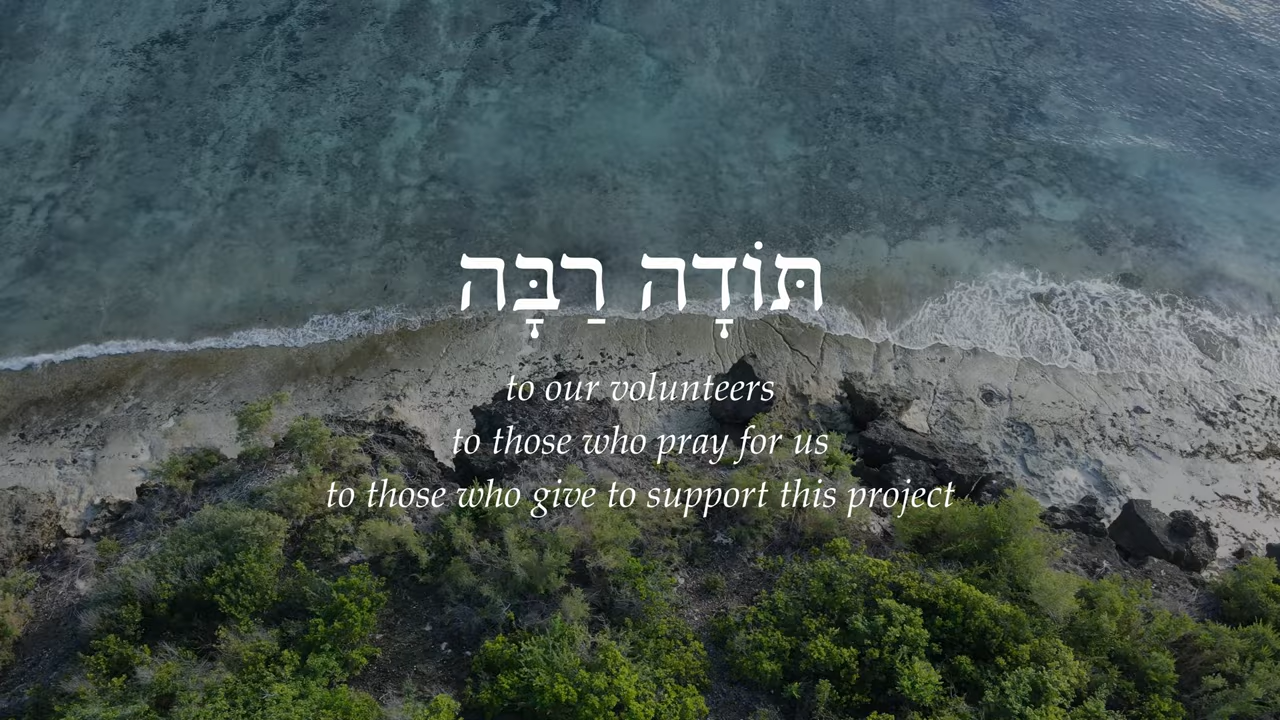 תּוֹדָה רַבָּה
to our volunteers
to those who pray for us
to those who give to support this project